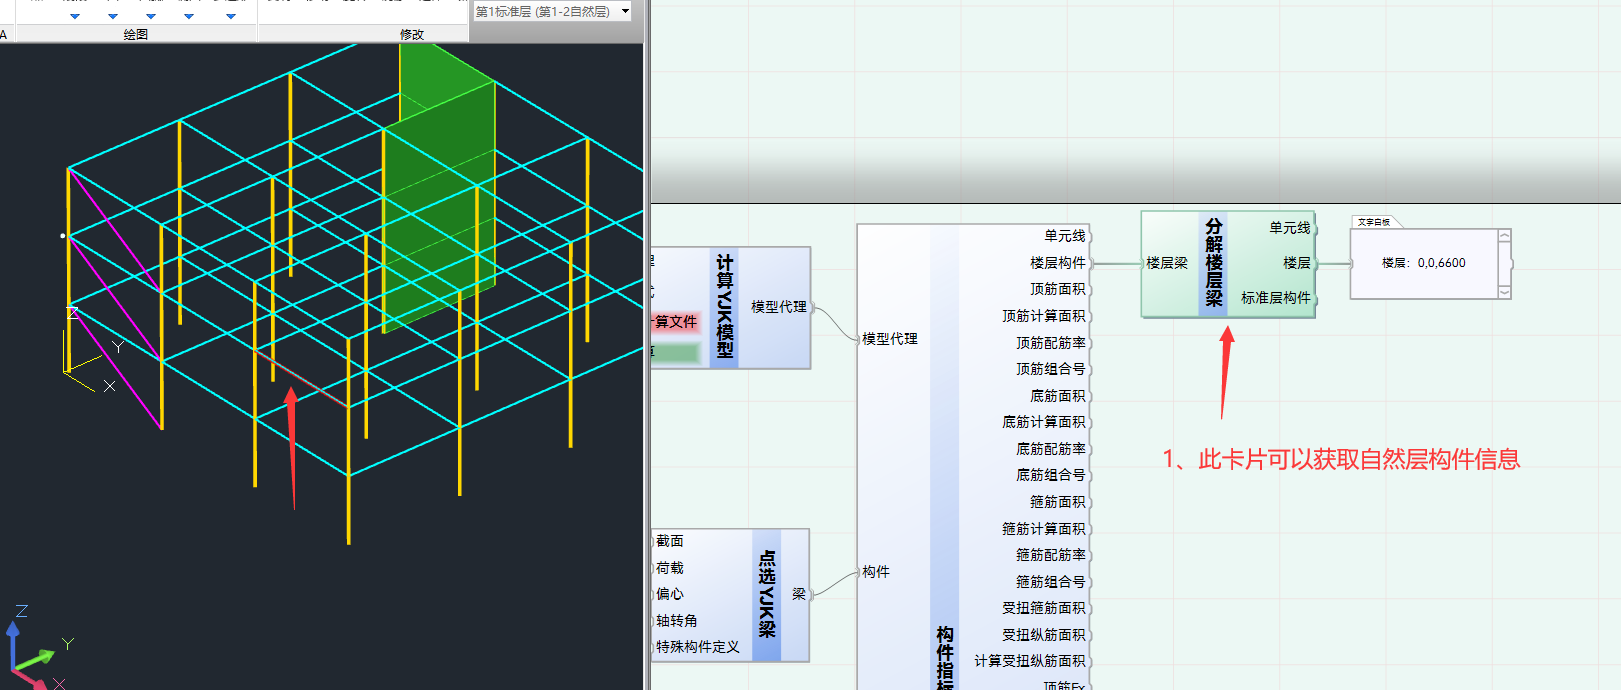 第1标准层 (第1-2自然层)
A
绘图
修改
Z
Y
X
Z
Y
X
计算YJK模型
算文件
算
模型代理
点选YJK梁
截面
荷载
偏心
轴转角
特殊构件定义
梁
模型代理
构件
构件指标
单元线
楼层构件
顶筋面积
顶筋计算面积
顶筋配筋率
顶筋组合号
底筋面积
底筋计算面积
底筋配筋率
底筋组合号
箍筋面积
箍筋计算面积
箍筋配筋率
箍筋组合号
受扭箍筋面积
受扭纵筋面积
计算受扭纵筋面积
顶筋Ex
楼层梁
分解楼层梁
单元线
楼层
标准层构件
文字白板
楼层：0,0,6600
1、此卡片可以获取自然层构件信息